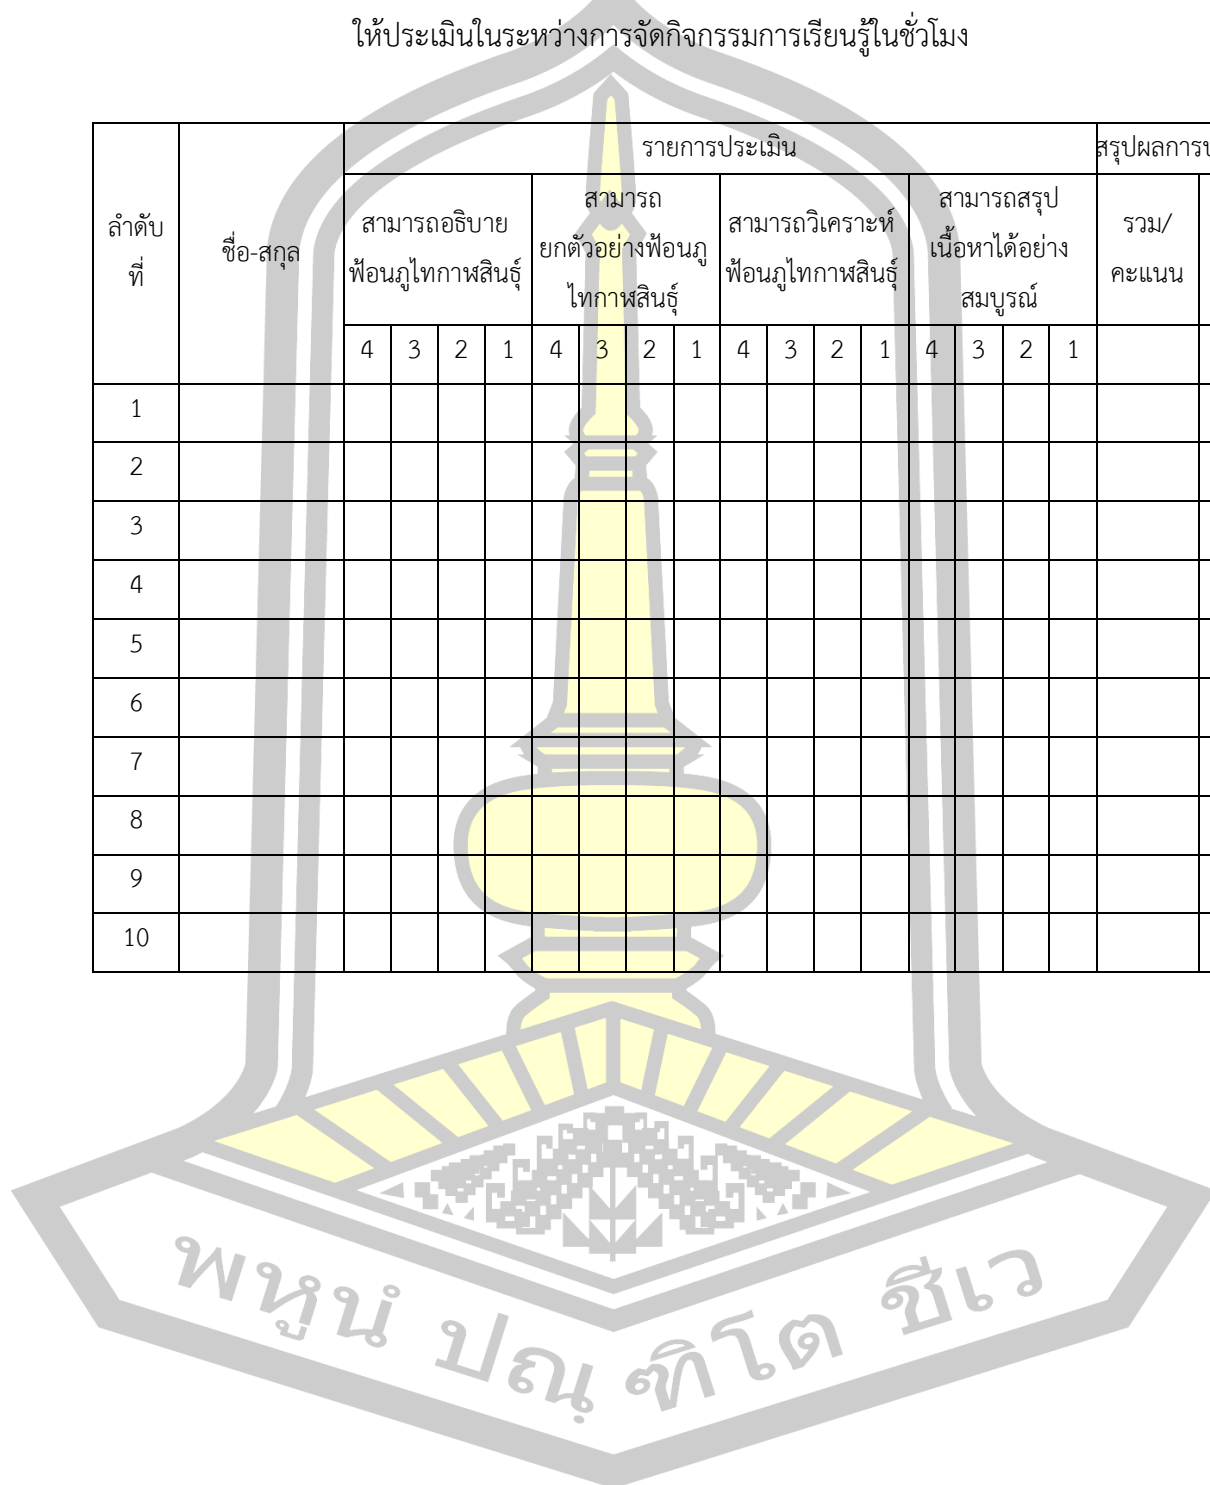 ให้ประเมินในระหว่างการจัดกิจกรรมการเรียนรู้ในชั่วโมง
รายการประเมิน
ลำดับ
ที่
ชื่อ-สกุล
สามารถอธิบาย
ฟ้อนภูไทกาฬสินธุ์
สามารถ
ยกตัวอย่างฟ้อนภู
ไทกาฬสินธุ์
สามารถวิเคราะห์
ฟ้อนภูไทกาฬสินธุ์
สามารถสรุป
เนื้อหาได้อย่าง
สมบูรณ์
รวม/
คะแนน
4 3 2 1 4 3 2 1 4 3 2 1 4 3 2 1
1
2
3
4
5
6
7
8
9
10
พหูนํ ปณฺฑิโต ชีเว